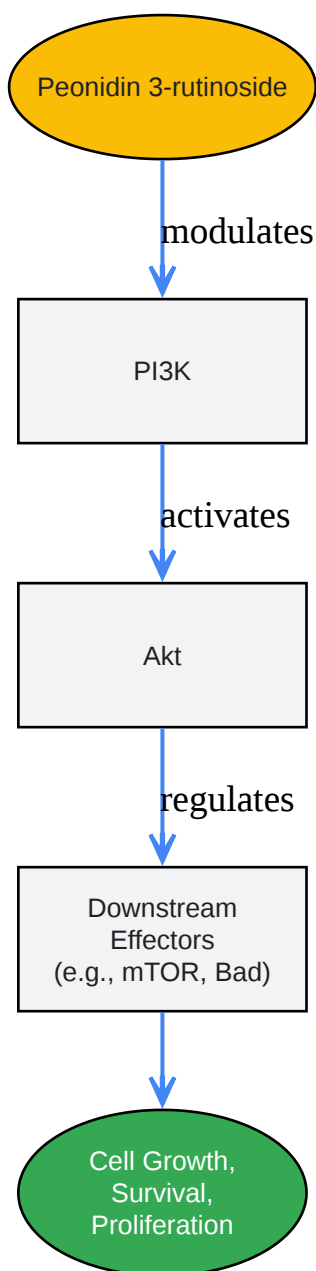 Peonidin 3-rutinoside
modulates
PI3K
activates
Akt
regulates
Downstream
Effectors
(e.g., mTOR, Bad)
Cell Growth,
Survival,
Proliferation